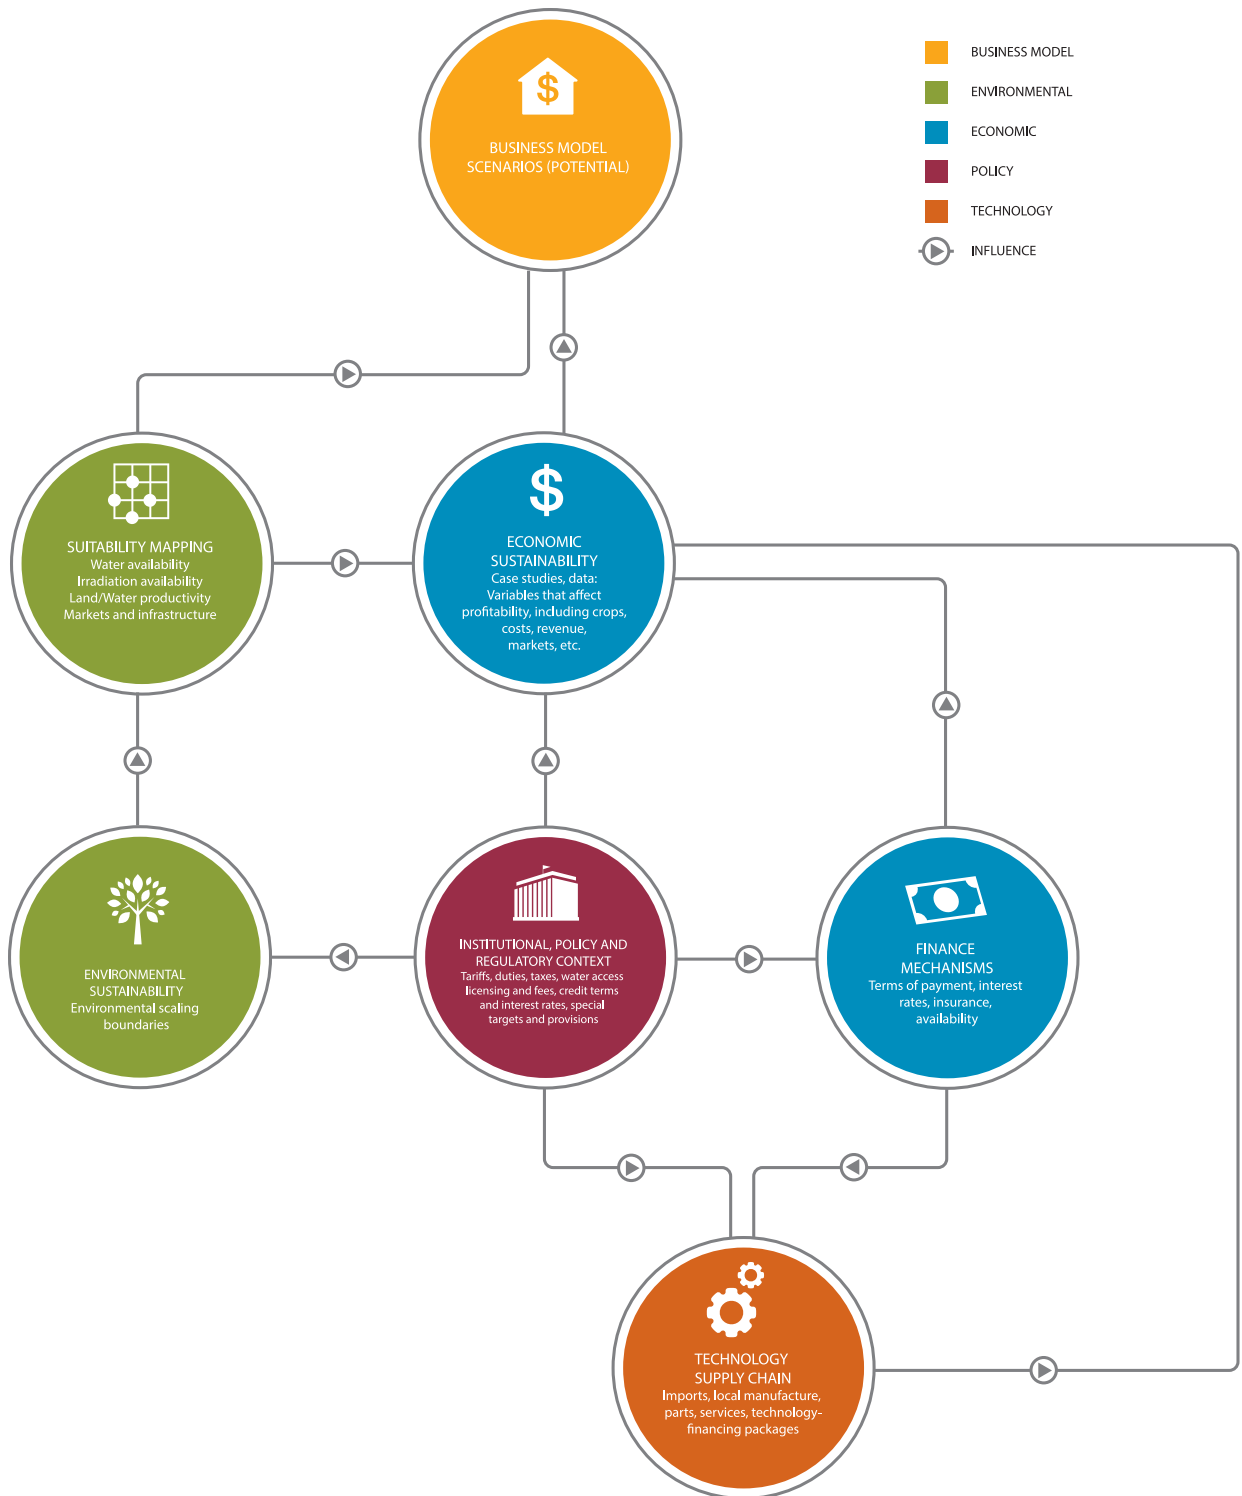 BUSINESS MODEL
SCENARIOS (POTENTIAL)
BUSINESS MODEL
ENVIRONMENTAL
ECONOMIC
POLICY
TECHNOLOGY
INFLUENCE
SUITABILITY MAPPING
Water availability
Irradiation availability
Land/Water productivity
Markets and infrastructure
$
ECONOMIC
SUSTAINABILITY
Case studies, data:
Variables that affect
profitability, including crops,
costs, revenue,
markets, etc.
ENVIRONMENTAL
SUSTAINABILITY
Environmental scaling
boundaries
INSTITUTIONAL, POLICY AND
REGULATORY CONTEXT
Tariffs, duties, taxes, water access
licensing and fees, credit terms
and interest rates, special
targets and provisions
FINANCE
MECHANISMS
Terms of payment, interest
rates, insurance,
availability
TECHNOLOGY
SUPPLY CHAIN
Imports, local manufacture,
parts, services, technology-
financing packages